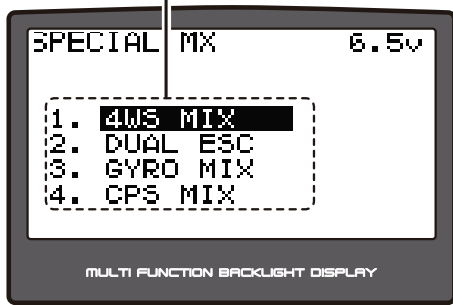 SPECIAL MX 6.5v
1. 4WS MIX
2. DUAL ESC
3. GYRO MIX
4. CPS MIX
MULTI FUNCTION BACKLIGHT DISPLAY